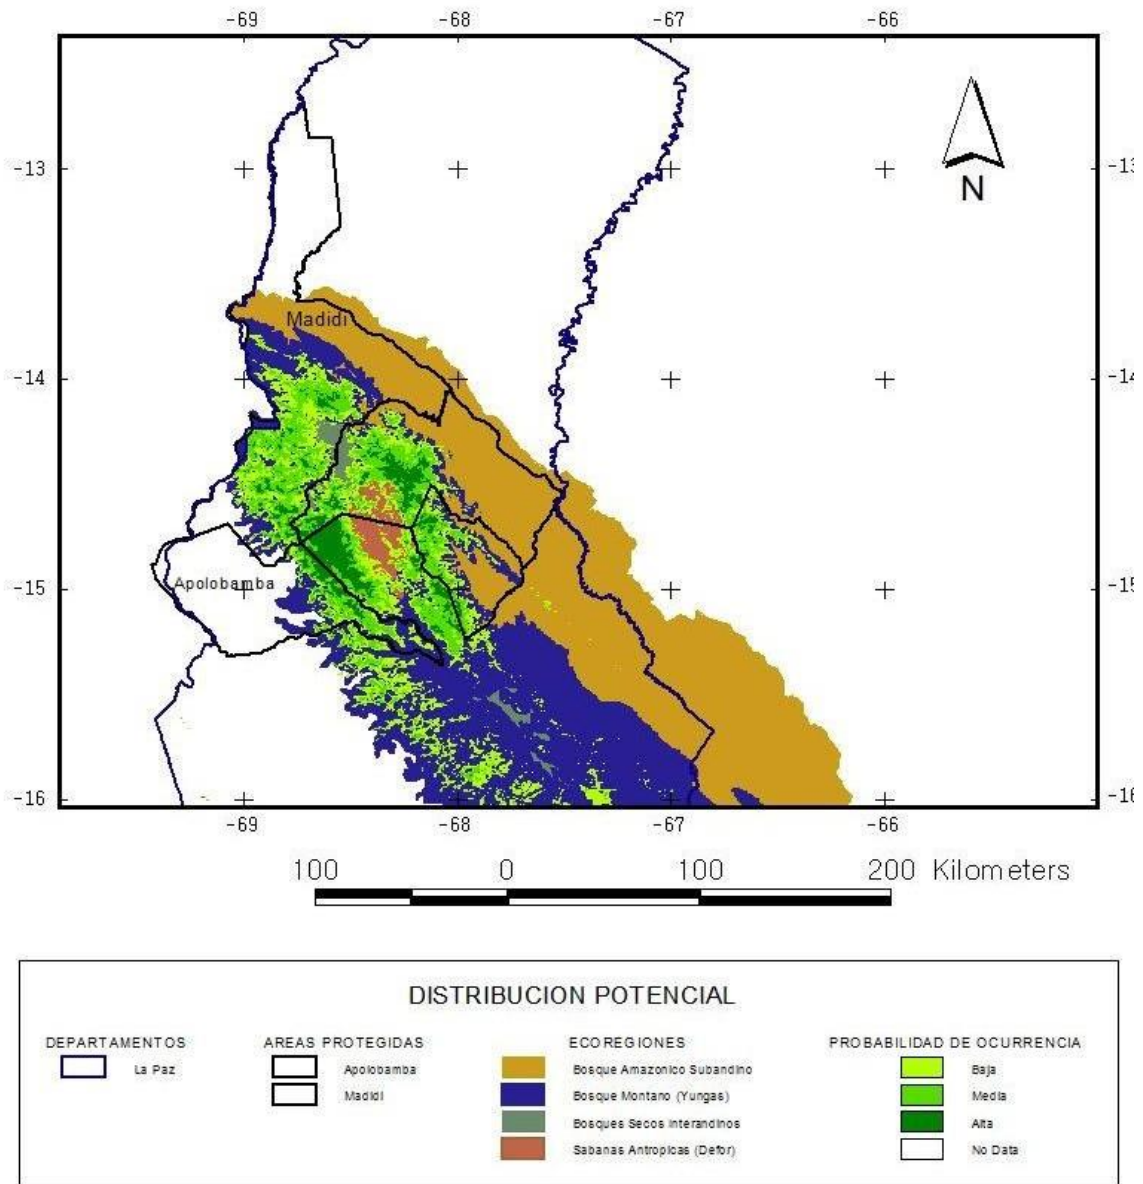 -69 -68 -67 -66
N
-13 -13
Madidi
-14 -14
Apolobamba
-15 -15
-16 -16
-69 -68 -67 -66
100 0 100 200 Kilometers
DISTRIBUCION POTENCIAL
DEPARTAMENTOS AREAS PROTEGIDAS ECOREGIONES PROBABILIDAD DE OCURRENCIA
La Paz Apolobamba Bosque Amazonico Subandino Baja
Madidi Bosque Montano (Yungas) Media
Bosques Secos Interandinos Alta
Sabanas Antropicas (Defor) No Data